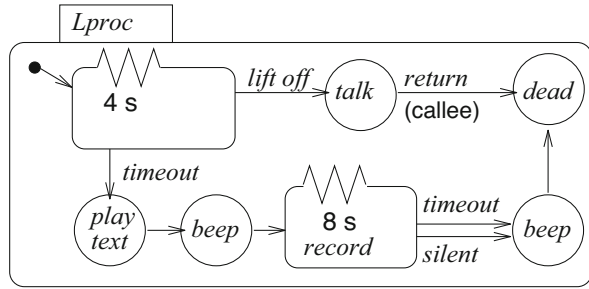 Lproc
4 s
lift off
talk
return
(callee)
dead
timeout
play
text
beep
8 s
record
timeout
silent
beep